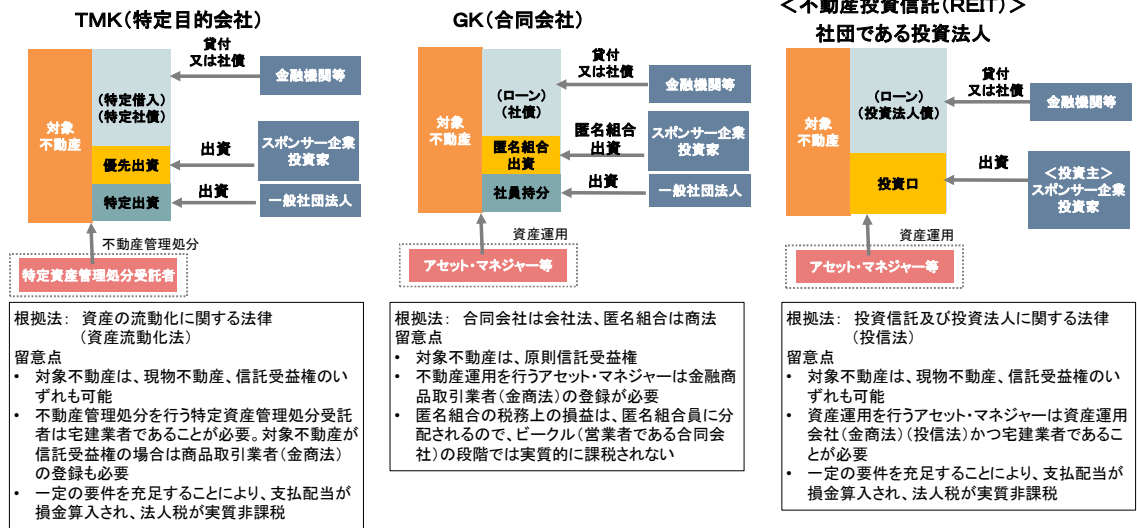 TMK(特定目的会社)
対象
不動産
(特定借入)
(特定社債)
優先出資
特定出資
貸付
又は社債
金融機関等
出資
スポンサー企業
投資家
出資
一般社団法人
不動産管理処分
特定資産管理処分受託者
根拠法: 資産の流動化に関する法律
(資産流動化法)
留意点
• 対象不動産は、現物不動産、信託受益権のい
ずれも可能
• 不動産管理処分を行う特定資産管理処分受託
者は宅建業者であることが必要。対象不動産が
信託受益権の場合は商品取引業者(金商法)
の登録も必要
• 一定の要件を充足することにより、支払配当が
損金算入され、法人税が実質非課税
GK(合同会社)
対象
不動産
(ローン)
(社債)
匿名組合
出資
社員持分
貸付
又は社債
金融機関等
匿名組合
出資
スポンサー企業
投資家
出資
一般社団法人
資産運用
アセット・マネジャー等
根拠法: 合同会社は会社法、匿名組合は商法
留意点
• 対象不動産は、原則信託受益権
• 不動産運用を行うアセット・マネジャーは金融商
品取引業者(金商法)の登録が必要
• 匿名組合の税務上の損益は、匿名組合員に分
配されるので、ビークル(営業者である合同会
社)の段階では実質的に課税されない
<不動産投資信託(REIT)>
社団である投資法人
対象
不動産
(ローン)
(投資法人債)
投資口
貸付
又は社債
金融機関等
出資
<投資主>
スポンサー企業
投資家
資産運用
アセット・マネジャー等
根拠法: 投資信託及び投資法人に関する法律
(投信法)
留意点
• 対象不動産は、現物不動産、信託受益権のい
ずれも可能
• 資産運用を行うアセット・マネジャーは資産運用
会社(金商法)(投信法)かつ宅建業者であるこ
とが必要
• 一定の要件を充足することにより、支払配当が
損金算入され、法人税が実質非課税